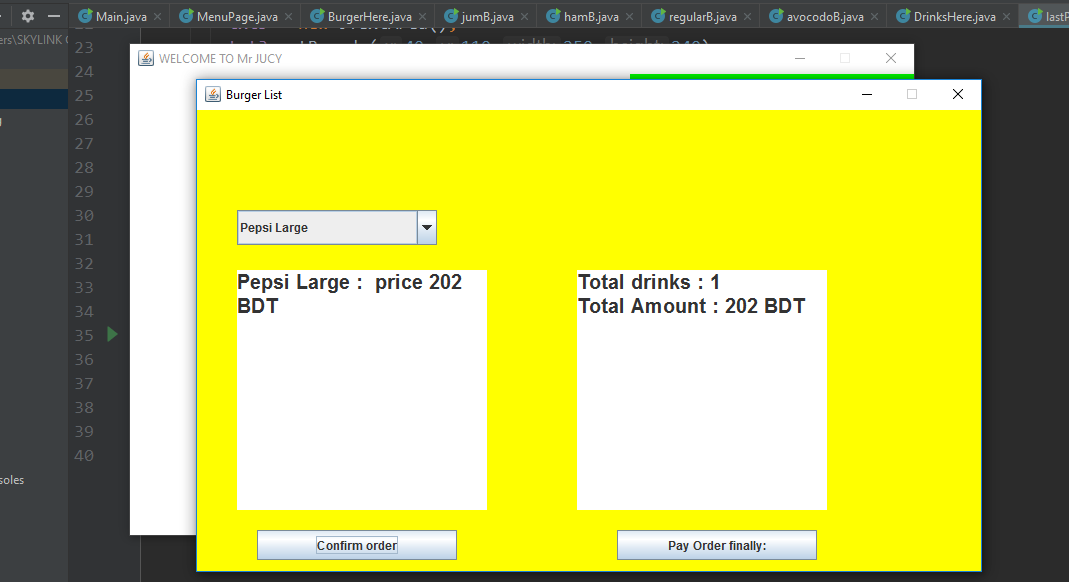 Main.java
MenuPage.java
BurgerHere.java
jumB.java
hamB.java
regularB.java
avocodoB.java
DrinksHere.java
ers\SKYLINK
23
24
25
26
27
28
29
30
31
32
33
34
35
36
37
38
39
40
WELCOME TO Mr JUCY
Burger List
Pepsi Large
Pepsi Large : price 202
BDT
Total drinks : 1
Total Amount : 202 BDT
Confirm order
Pay Order finally:
soles